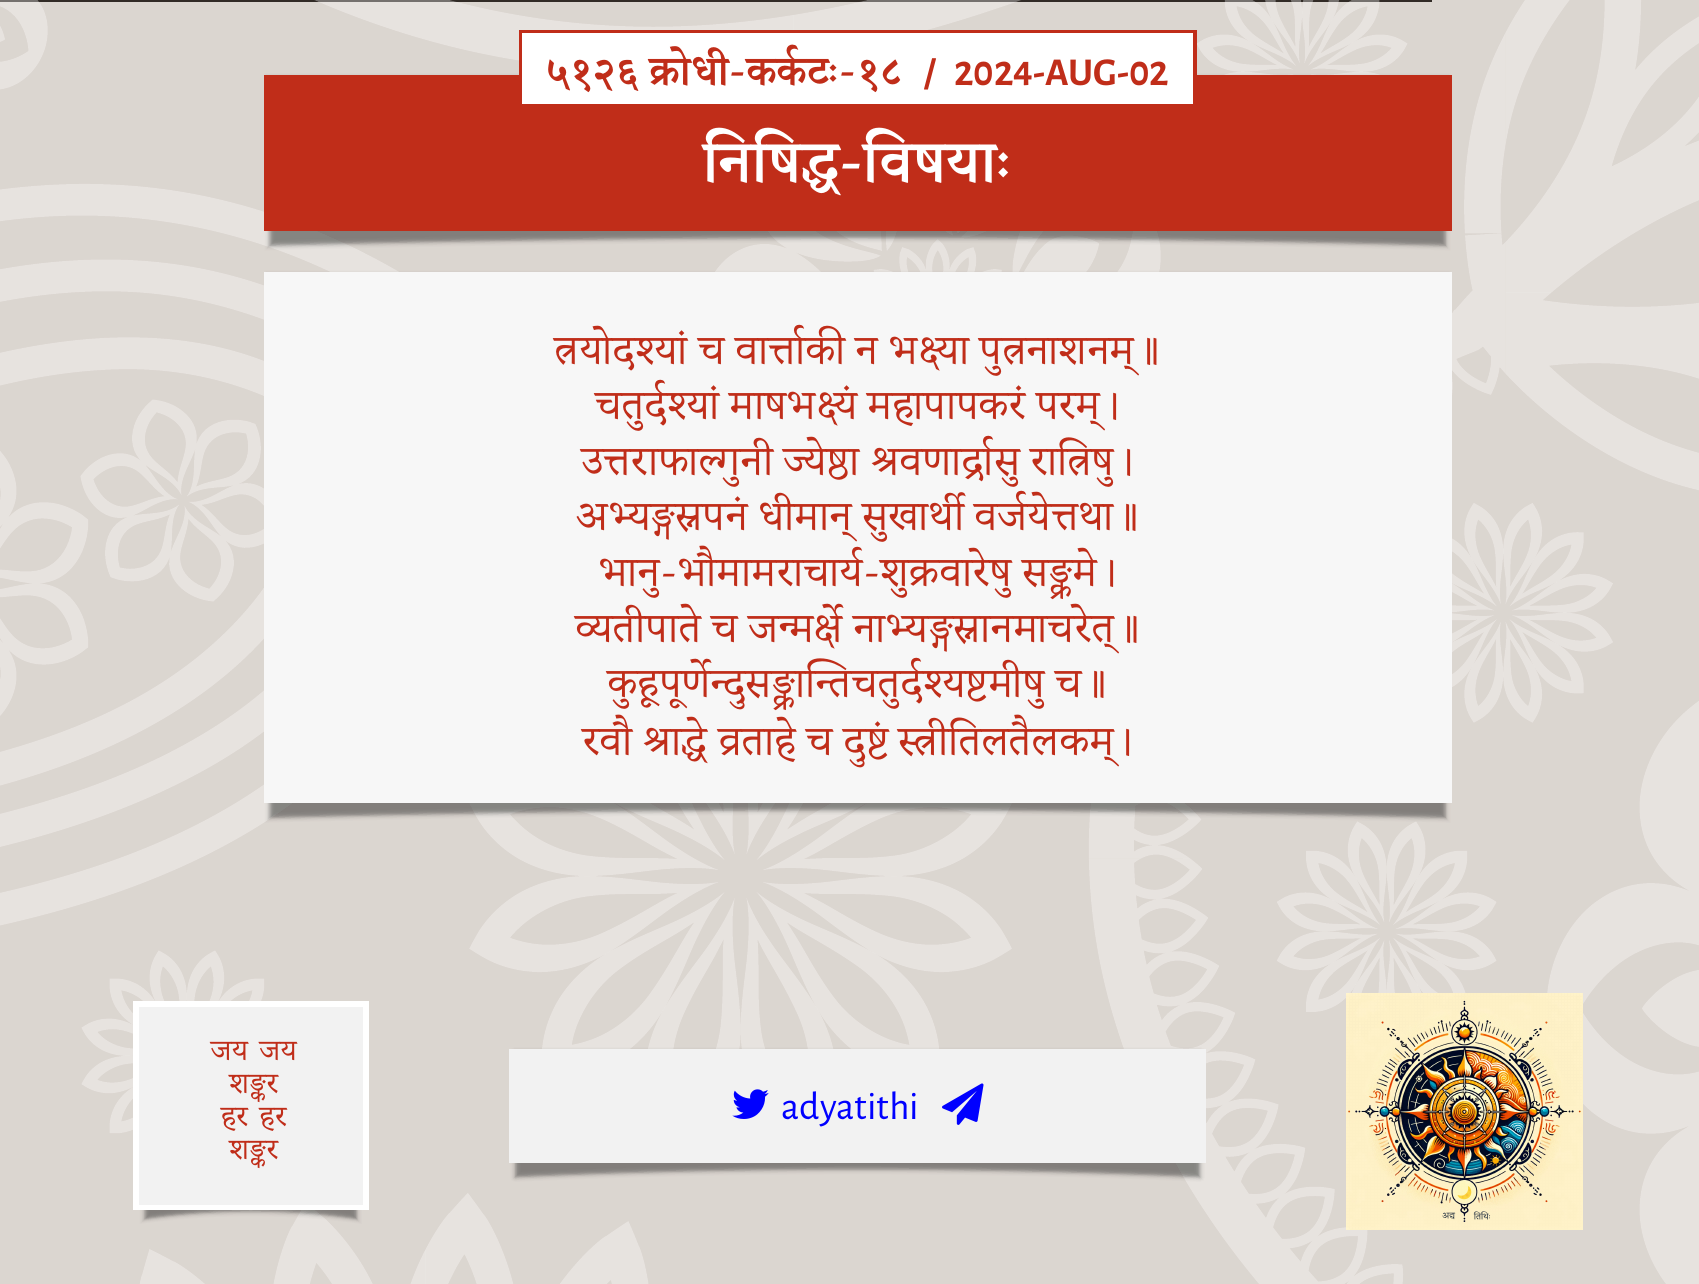 ५१२६ क्रोधी-कर्कटः-१८ / 2024-AUG-02
निषिद्ध-विषयाः
त्रयोदश्यां च वार्त्ताकी न भक्ष्या पुत्रनाशनम्॥
चतुर्दश्यां माषभक्ष्यं महापापकरं परम्।
उत्तराफाल्गुनी ज्येष्ठा श्रवणार्द्रासु रात्रिषु।
अभ्यङ्गस्नपनं धीमान् सुखार्थी वर्जयेत्तथा॥
भानु-भौमामराचार्य-शुक्रवारेषु सङ्क्रमे।
व्यतीपाते च जन्मर्क्षे नाभ्यङ्गस्नानमाचरेत्॥
कुहूपूर्णेन्दुसङ्क्रान्तिचतुर्दश्यष्टमीषु च॥
रवौ श्राद्धे व्रताहे च दुष्टं स्त्रीतिलतैलकम्।
जय जय
शङ्कर
हर हर
शङ्कर
adyatithi
अद्य तिथिः